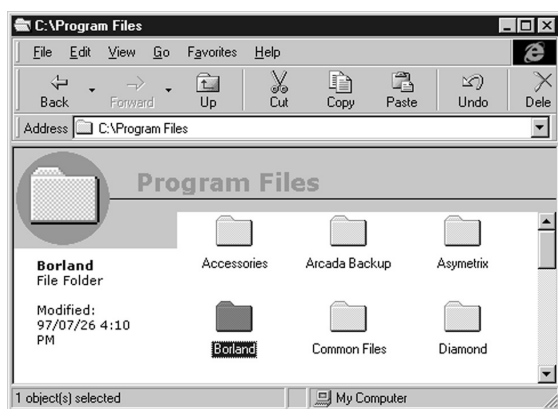 C:\Program Files
File Edit View Go Favorites Help
Back Forward Up Cut Copy Paste Undo Dele
Address C:\Program Files
Program Files
Accessories Arcada Backup Asymetrix
Borland
File Folder
Modified:
97/07/26 4:10
PM
Borland Common Files Diamond
1 object(s) selected My Computer